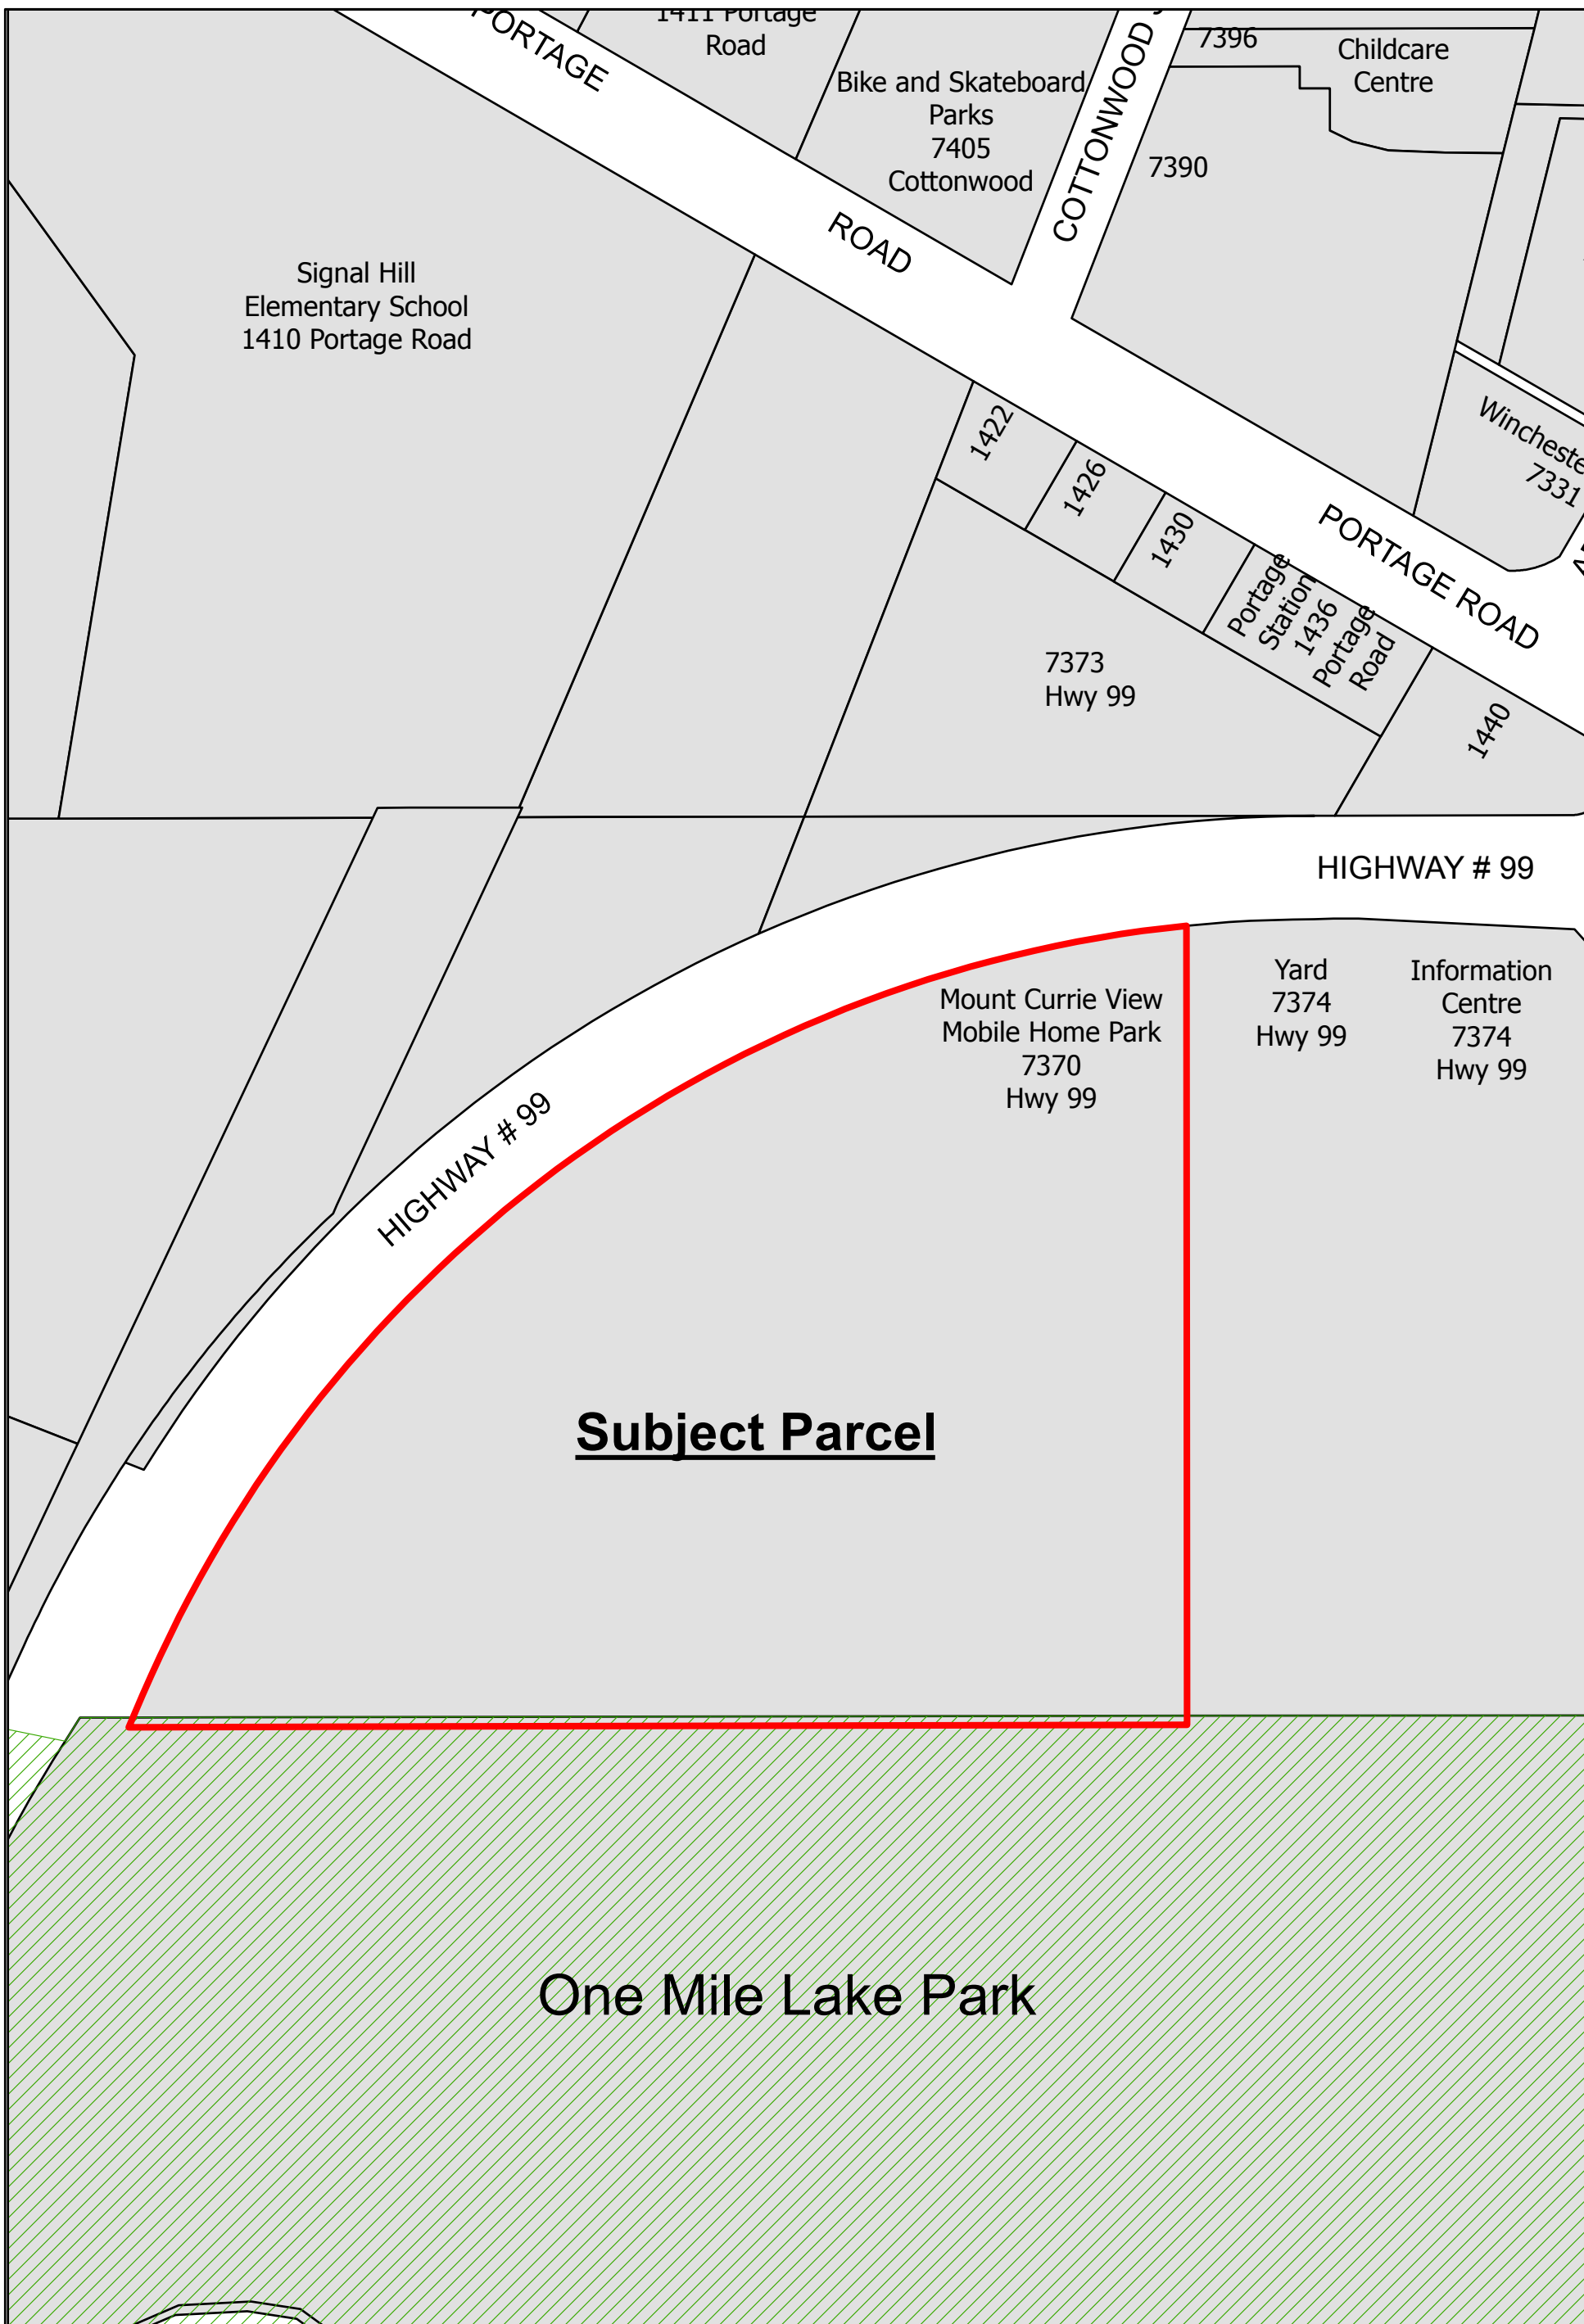 PORTAGE
1411 Portage
Road
Bike and Skateboard
Parks
7405
Cottonwood
COTTONWOOD
7396
Childcare
Centre
7390
ROAD
Signal Hill
Elementary School
1410 Portage Road
7331
1422
1426
1430
Portage
Station
1436
Portage
Road
PORTAGE ROAD
7373
Hwy 99
1440
HIGHWAY # 99
Mount Currie View
Mobile Home Park
7370
Hwy 99
Yard
7374
Hwy 99
Information
Centre
7374
Hwy 99
HIGHWAY # 99
Subject Parcel
One Mile Lake Park